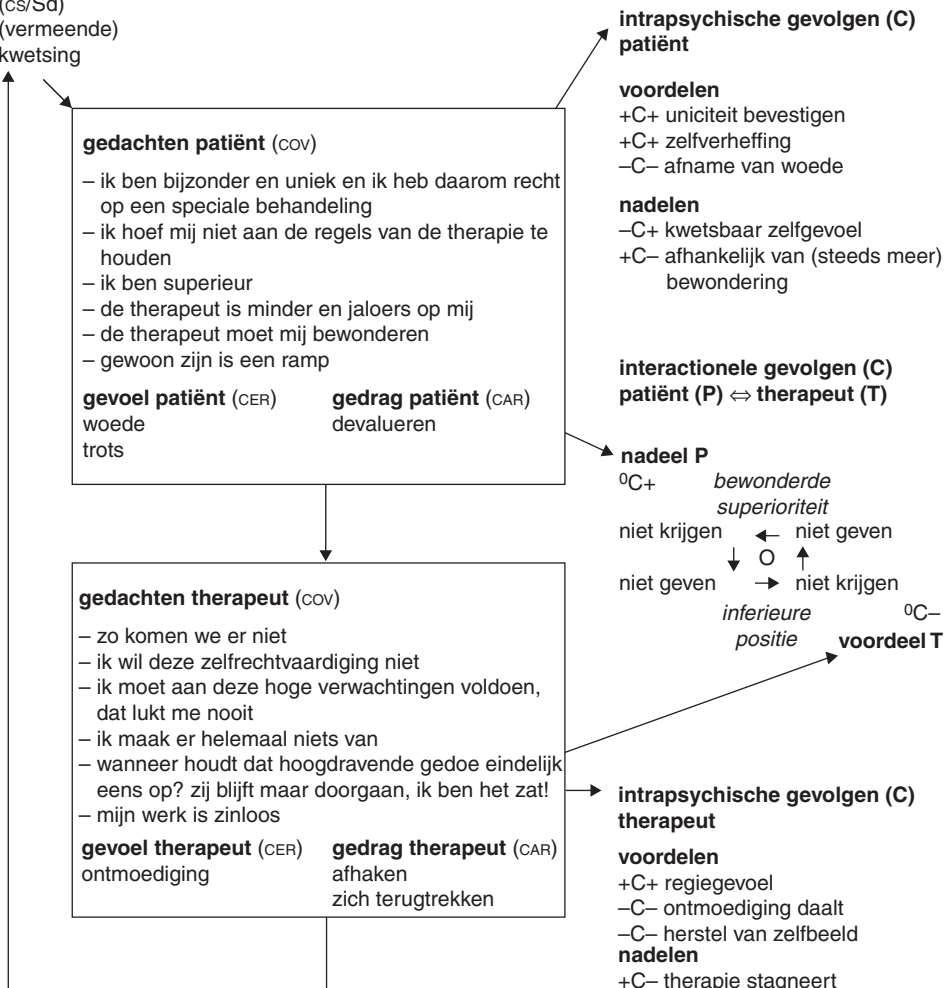 (CS/Sd)
(vermeende)
kwetsing
gedachten patiënt (COV)
– ik ben bijzonder en uniek en ik heb daarom recht
op een speciale behandeling
– ik hoef mij niet aan de regels van de therapie te
houden
– ik ben superieur
– de therapeut is minder en jaloers op mij
– de therapeut moet mij bewonderen
– gewoon zijn is een ramp
gevoel patiënt (CER)
woede
trots
gedrag patiënt (CAR)
devalueren
intrapsychische gevolgen (C)
patiënt
voordelen
+C+ uniciteit bevestigen
+C+ zelfverheffing
–C– afname van woede
nadelen
–C+ kwetsbaar zelfgevoel
+C– afhankelijk van (steeds meer)
bewondering
interactionele gevolgen (C)
patiënt (P) ⇔ therapeut (T)
nadeel P
⁰C+ bewonderde
superioriteit
niet krijgen ← niet geven
↓ O ↑
niet geven → niet krijgen
inferieure ⁰C–
positie voordeel T
gedachten therapeut (COV)
– zo komen we er niet
– ik wil deze zelfrechtvaardiging niet
– ik moet aan deze hoge verwachtingen voldoen,
dat lukt me nooit
– ik maak er helemaal niets van
– wanneer houdt dat hoogdravende gedoe eindelijk
eens op? zij blijft maar doorgaan, ik ben het zat!
– mijn werk is zinloos
gevoel therapeut (CER)
ontmoediging
gedrag therapeut (CAR)
afhaken
zich terugtrekken
intrapsychische gevolgen (C)
therapeut
voordelen
+C+ regiegevoel
–C– ontmoediging daalt
–C– herstel van zelfbeeld
nadelen
+C– therapie stagneert